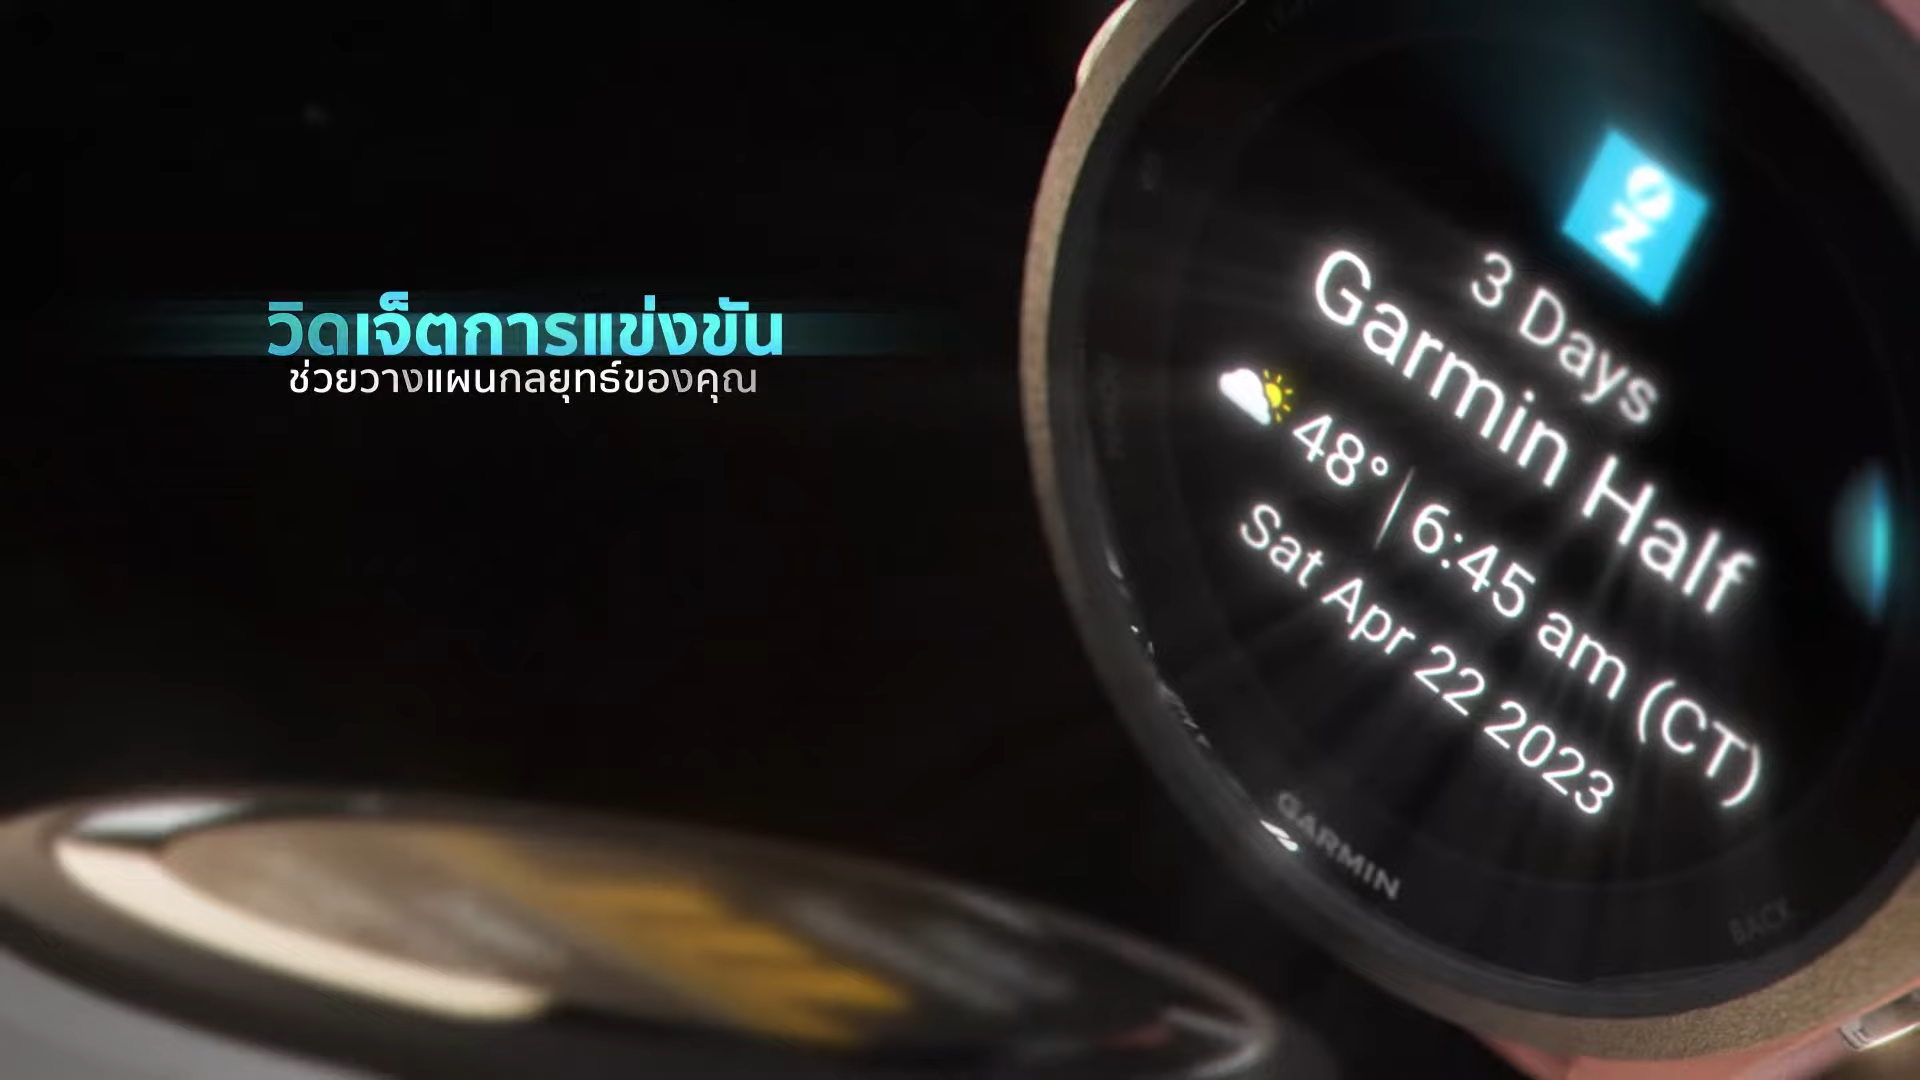 วิดเจ็ตการแข่งขัน
ช่วยวางแผนกลยุทธ์ของคุณ
3 Days
Garmin Half
48° | 6:45 am (CT)
Sat Apr 22 2023
GARMIN
BACK